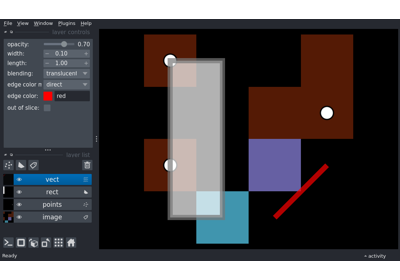 File View Window Plugins Help
layer controls
opacity: 0.70
width: 0.10
length: 1.00
blending: translucent
edge color m direct
edge color: red
out of slice:
layer list
vect
rect
points
image
Ready
activity